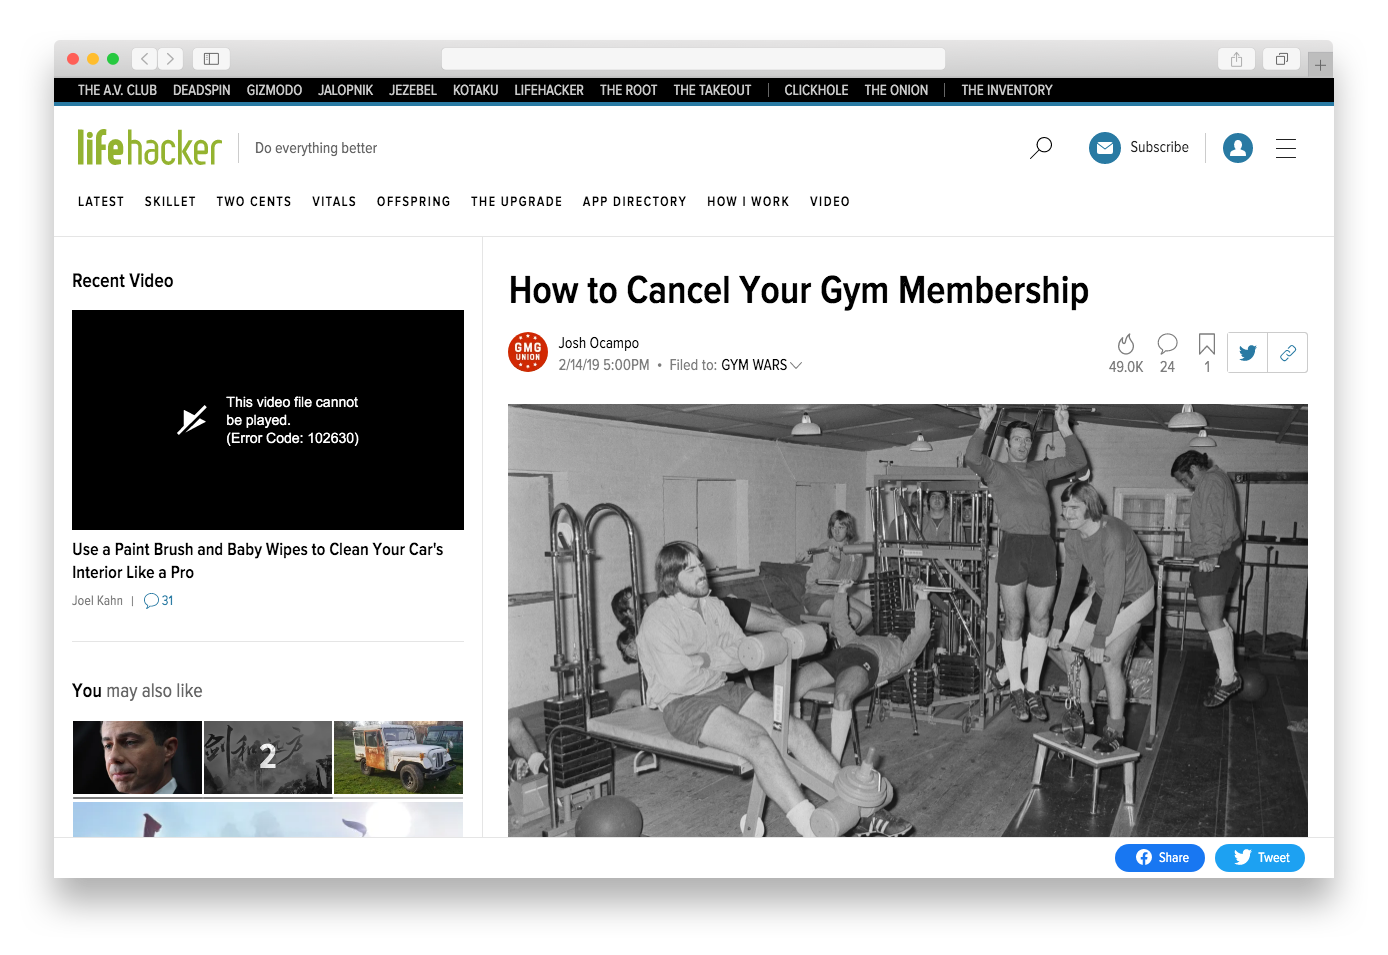 THE A.V. CLUB DEADSPIN GIZMODO JALOPNIK JEZEBEL KOTAKU LIFEHACKER THE ROOT THE TAKEOUT | CLICKHOLE THE ONION | THE INVENTORY
lifehacker Do everything better Subscribe
LATEST SKILLET TWO CENTS VITALS OFFSPRING THE UPGRADE APP DIRECTORY HOW I WORK VIDEO
Recent Video
This video file cannot
be played.
(Error Code: 102630)
Use a Paint Brush and Baby Wipes to Clean Your Car's
Interior Like a Pro
Joel Kahn | 31
You may also like
剑和远方
2
How to Cancel Your Gym Membership
GMG
UNION
Josh Ocampo
2/14/19 5:00PM • Filed to: GYM WARS
49.0K 24 1
Share Tweet